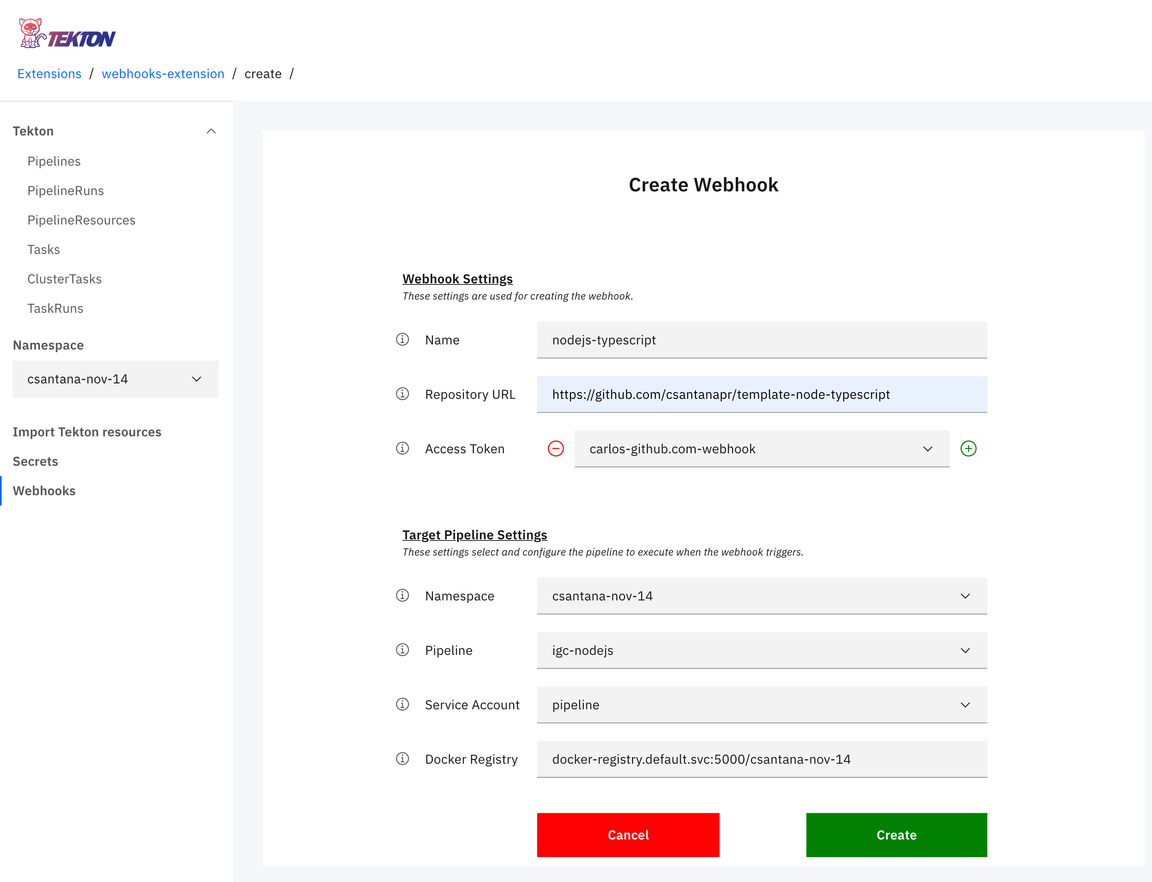 TEKTON
Extensions / webhooks-extension / create /
Tekton
Pipelines
PipelineRuns
PipelineResources
Tasks
ClusterTasks
TaskRuns
Namespace
csantana-nov-14
Import Tekton resources
Secrets
Webhooks
Create Webhook
Webhook Settings
These settings are used for creating the webhook.
Name nodejs-typescript
Repository URL https://github.com/csantanapr/template-node-typescript
Access Token carlos-github.com-webhook
Target Pipeline Settings
These settings select and configure the pipeline to execute when the webhook triggers.
Namespace csantana-nov-14
Pipeline igc-nodejs
Service Account pipeline
Docker Registry docker-registry.default.svc:5000/csantana-nov-14
Cancel Create